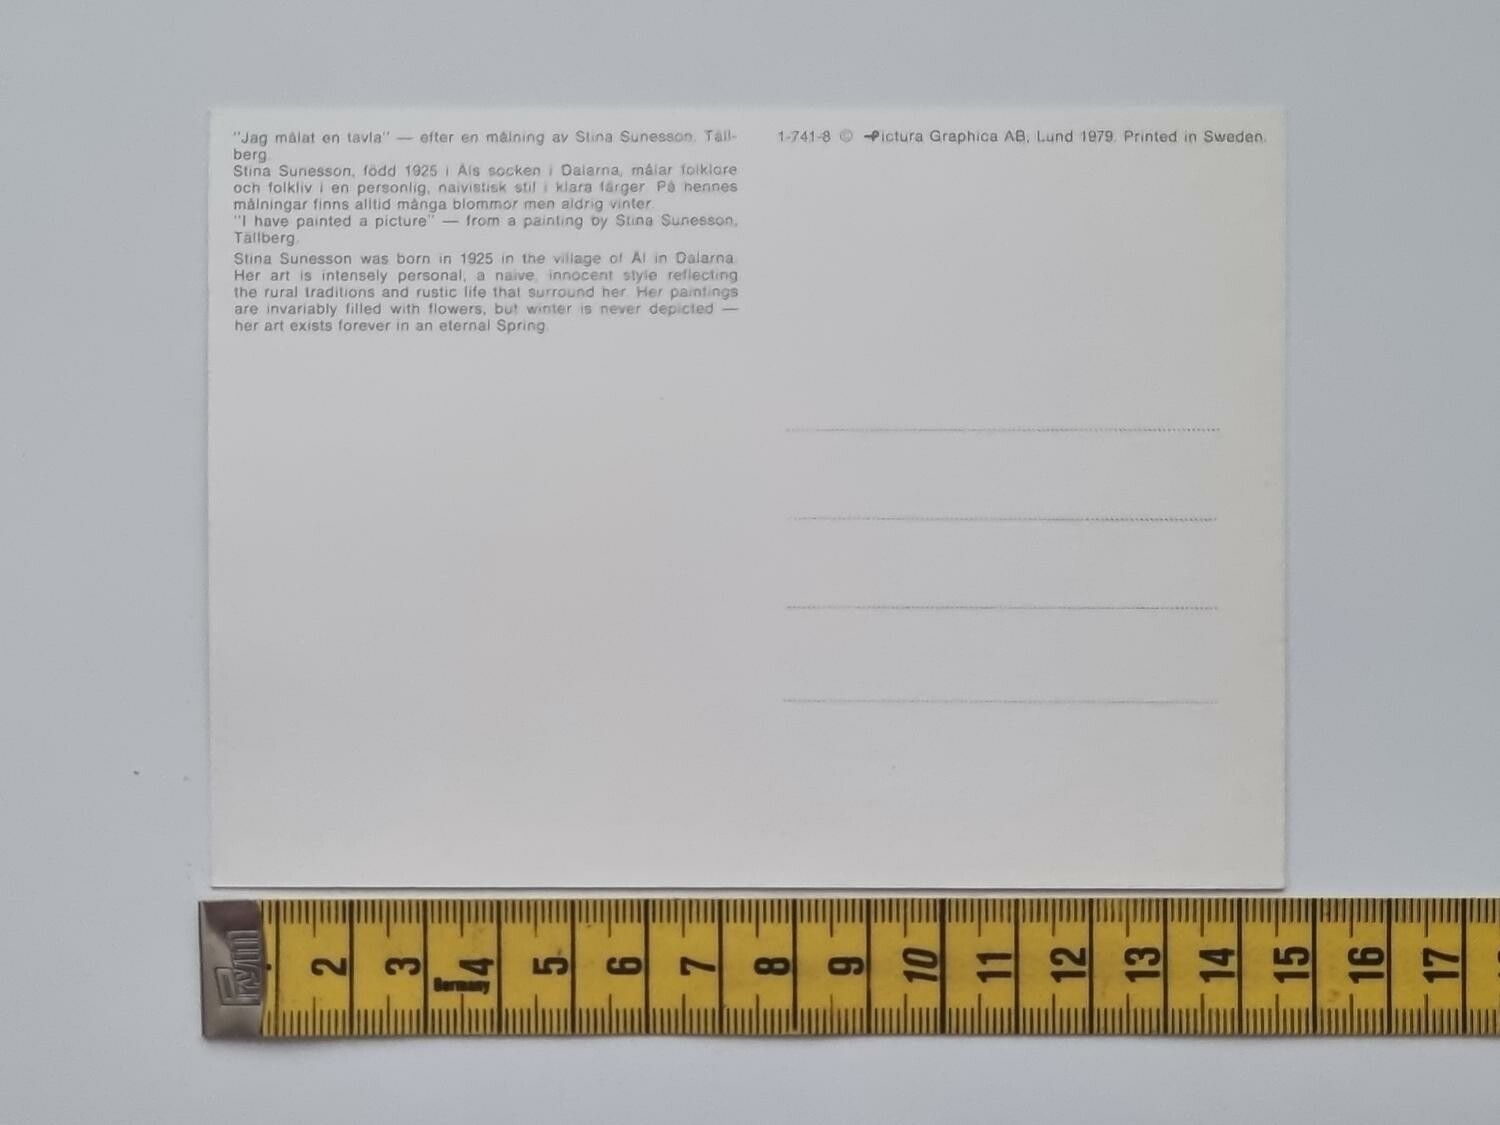 "Jag målat en tavla" — efter en målning av Stina Sunesson, Täll-
berg.
Stina Sunesson, född 1925 i Åls socken i Dalarna, målar folklore
och folkliv i en personlig, naivistisk stil i klara färger. På hennes
målningar finns alltid många blommor men aldrig vinter.
"I have painted a picture" — from a painting by Stina Sunesson,
Tällberg.
Stina Sunesson was born in 1925 in the village of Ål in Dalarna.
Her art is intensely personal, a naive, innocent style reflecting
the rural traditions and rustic life that surround her. Her paintings
are invariably filled with flowers, but winter is never depicted —
her art exists forever in an eternal Spring.
1-741-8 © Pictura Graphica AB, Lund 1979. Printed in Sweden.
Prym 2 3 4 5 6 7 8 9 10 11 12 13 14 15 16 17
Germany